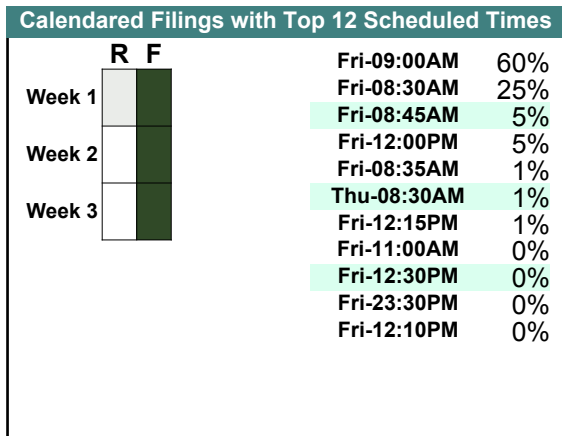 Calendared Filings with Top 12 Scheduled Times
R F
Week 1
Week 2
Week 3
Fri-09:00AM 60%
Fri-08:30AM 25%
Fri-08:45AM 5%
Fri-12:00PM 5%
Fri-08:35AM 1%
Thu-08:30AM 1%
Fri-12:15PM 1%
Fri-11:00AM 0%
Fri-12:30PM 0%
Fri-23:30PM 0%
Fri-12:10PM 0%